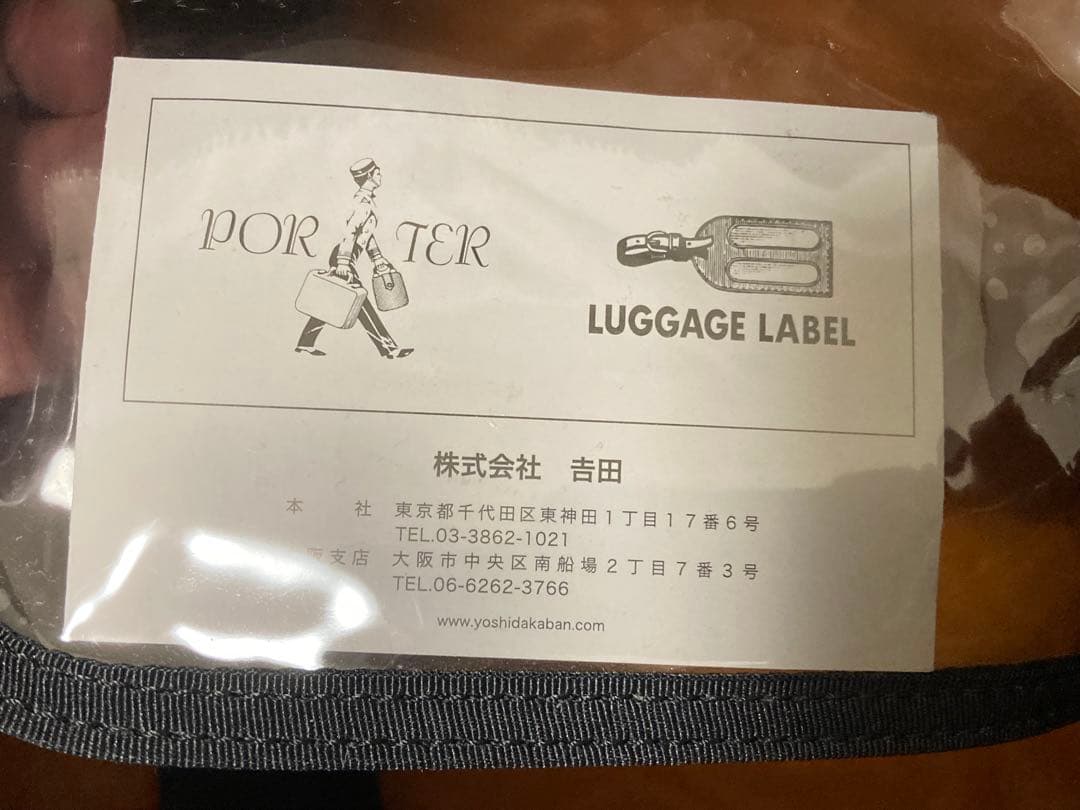 PORTER
LUGGAGE LABEL
株式会社 𠮷田
本 社 東京都千代田区東神田1丁目17番6号
TEL.03-3862-1021
阪支店 大阪市中央区南船場2丁目7番3号
TEL.06-6262-3766
www.yoshidakaban.com